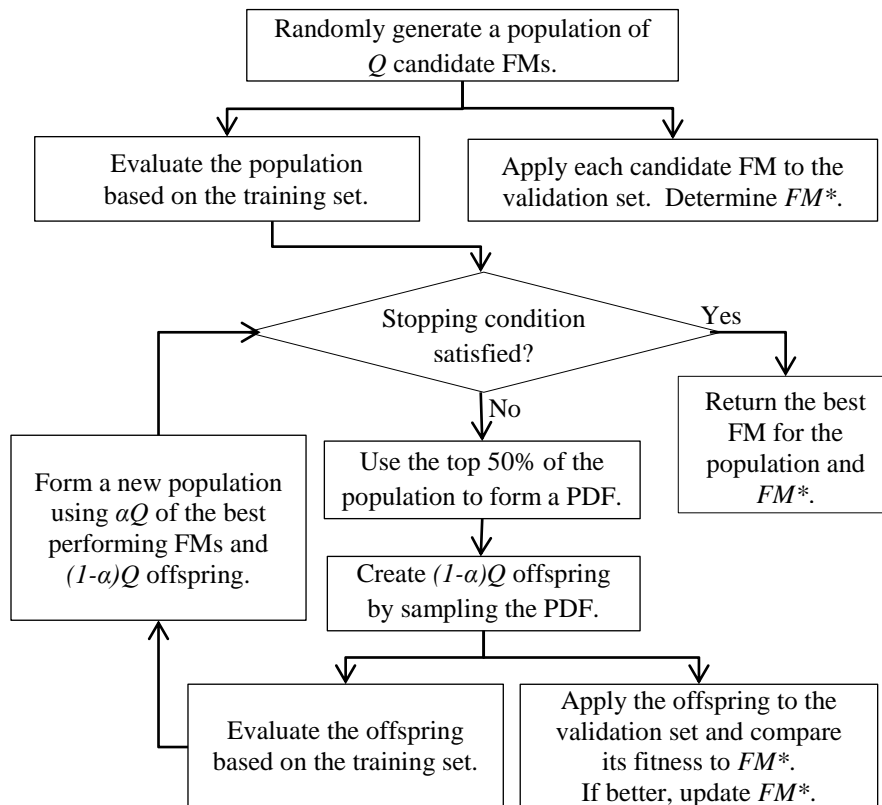 Randomly generate a population of
Q candidate FMs.
Evaluate the population
based on the training set.
Apply each candidate FM to the
validation set. Determine FM*.
Stopping condition
satisfied?
Yes
No
Return the best
FM for the
population and
FM*.
Use the top 50% of the
population to form a PDF.
Form a new population
using αQ of the best
performing FMs and
(1-α)Q offspring.
Create (1-α)Q offspring
by sampling the PDF.
Evaluate the offspring
based on the training set.
Apply the offspring to the
validation set and compare
its fitness to FM*.
If better, update FM*.